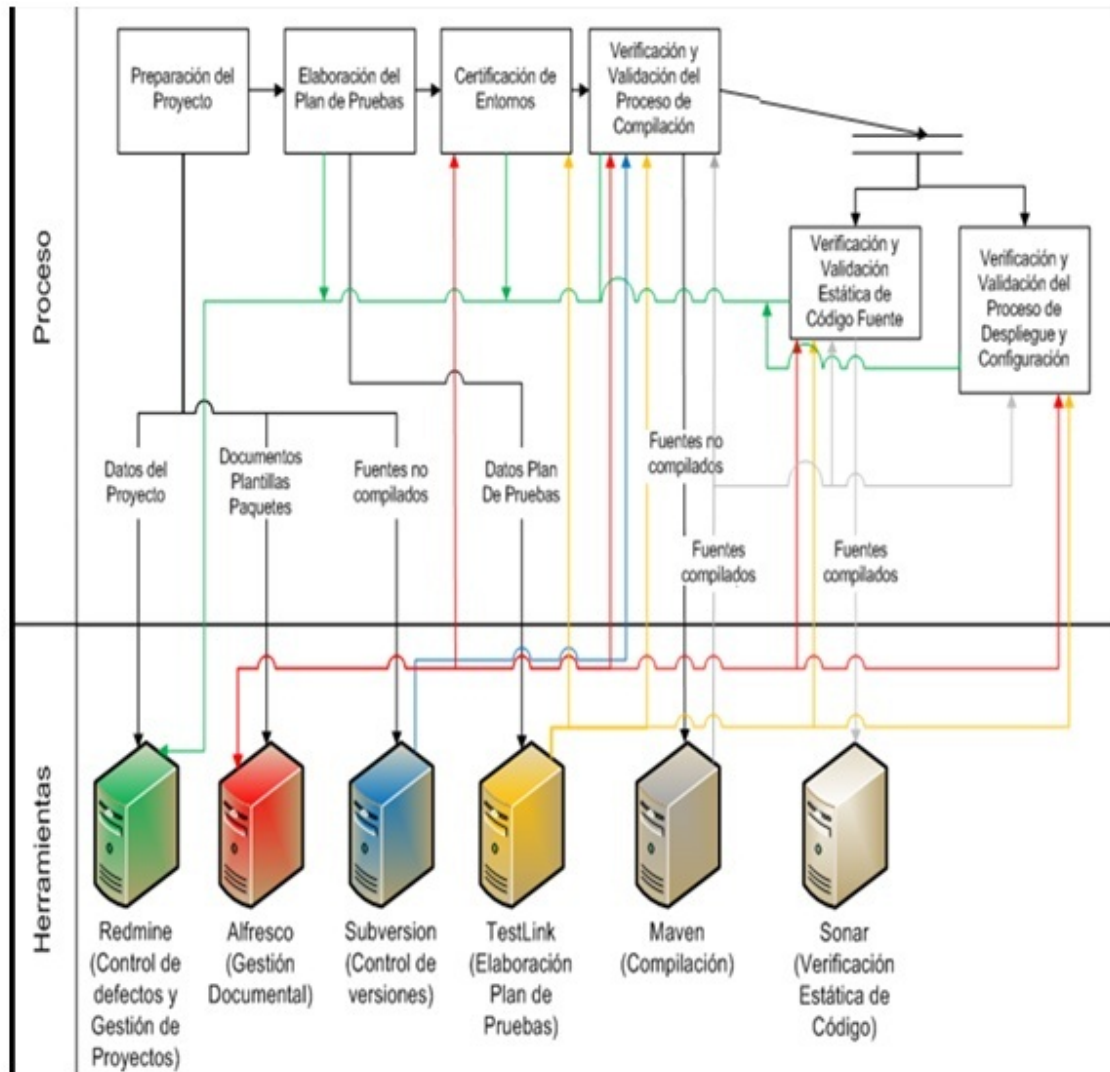 Proceso
Preparación del
Proyecto
Elaboración del
Plan de Pruebas
Certificación de
Entornos
Verificación y
Validación del
Proceso de
Compilación
Verificación y
Validación
Estática de
Código Fuente
Verificación y
Validación del
Proceso de
Despliegue y
Configuración
Datos del
Proyecto
Documentos
Plantillas
Paquetes
Fuentes no
compilados
Datos Plan
De Pruebas
Fuentes no
compilados
Fuentes
compilados
Fuentes
compilados
Herramientas
Redmine
(Control de
defectos y
Gestión de
Proyectos)
Alfresco
(Gestión
Documental)
Subversion
(Control de
versiones)
TestLink
(Elaboración
Plan de
Pruebas)
Maven
(Compilación)
Sonar
(Verificación
Estática de
Código)